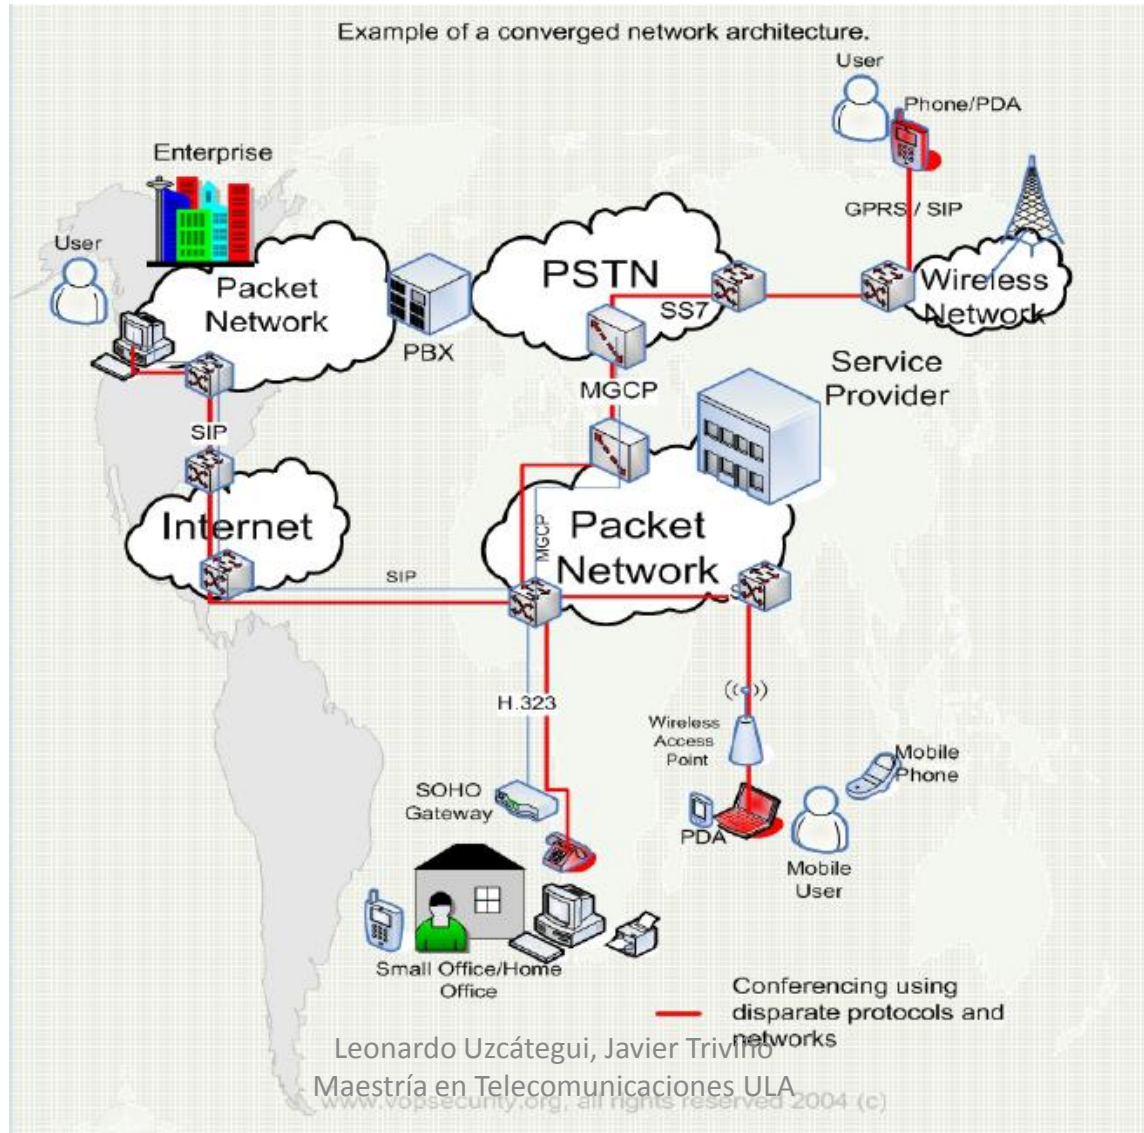 Example of a converged network architecture.
User
Phone/PDA
Enterprise
GPRS / SIP
User
Packet
Network
PBX
PSTN
SS7
Wireless
Network
MGCP
Service
Provider
SIP
Internet
Packet
Network
MGCP
SIP
H.323
Wireless
Access
Point
Mobile
Phone
SOHO
Gateway
PDA
Mobile
User
Small Office/Home
Office
Conferencing using
disparate protocols and
networks
Leonardo Uzcátegui, Javier Triviño
Maestría en Telecomunicaciones ULA
www.vopsecurity.org, all rights reserved 2004 (c)